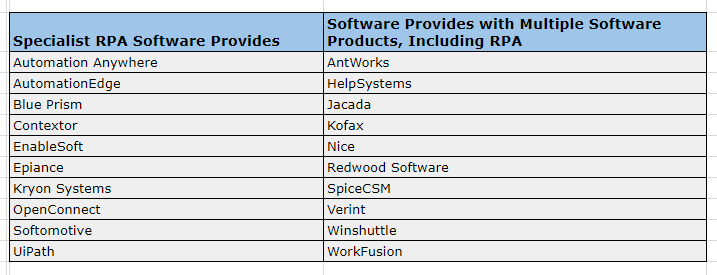 Specialist RPA Software Provides
Software Provides with Multiple Software
Products, Including RPA
Automation Anywhere AntWorks
AutomationEdge HelpSystems
Blue Prism Jacada
Contextor Kofax
EnableSoft Nice
Epiance Redwood Software
Kryon Systems SpiceCSM
OpenConnect Verint
Softomotive Winshuttle
UiPath WorkFusion